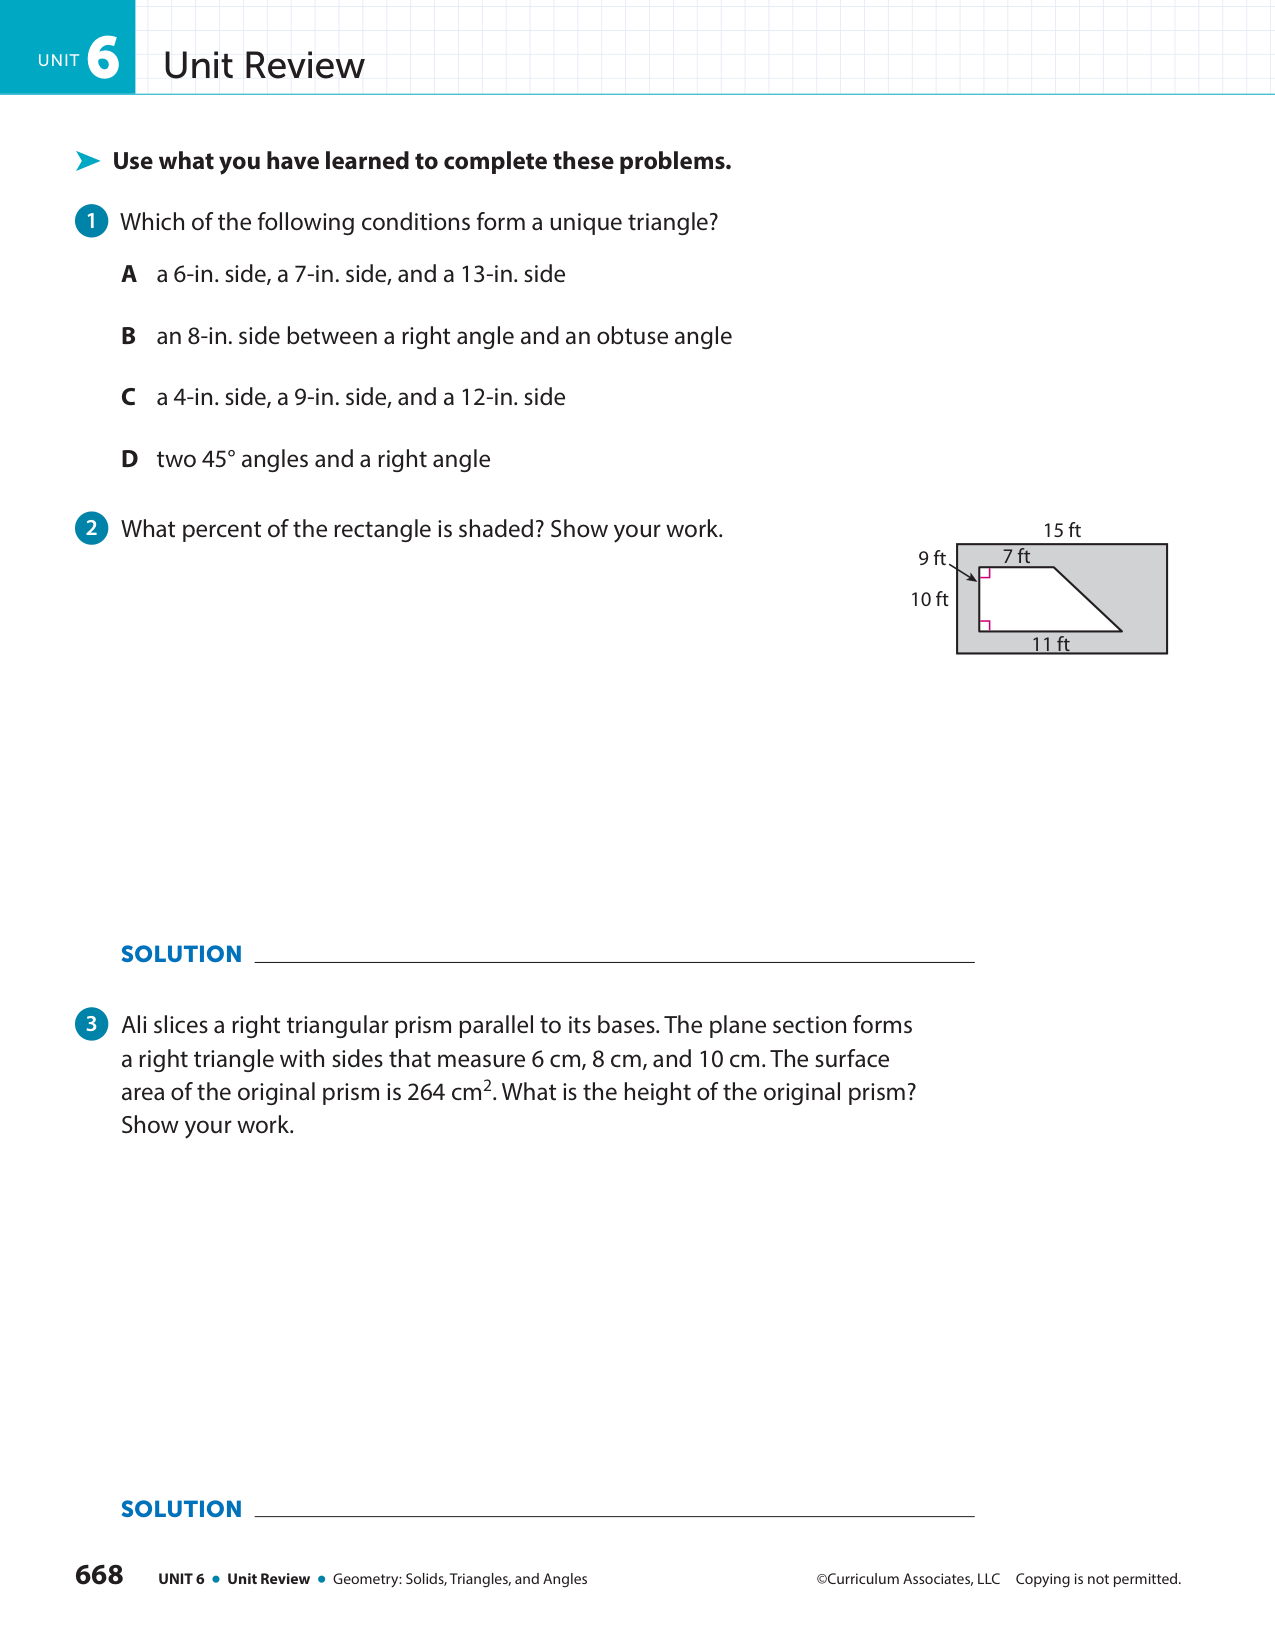 UNIT 6 Unit Review
Use what you have learned to complete these problems.
1 Which of the following conditions form a unique triangle?
A a 6-in. side, a 7-in. side, and a 13-in. side
B an 8-in. side between a right angle and an obtuse angle
C a 4-in. side, a 9-in. side, and a 12-in. side
D two 45° angles and a right angle
2 What percent of the rectangle is shaded? Show your work.
15 ft
9 ft
7 ft
10 ft
11 ft
SOLUTION
3 Ali slices a right triangular prism parallel to its bases. The plane section forms
a right triangle with sides that measure 6 cm, 8 cm, and 10 cm. The surface
area of the original prism is 264 cm². What is the height of the original prism?
Show your work.
SOLUTION
668 UNIT 6 • Unit Review • Geometry: Solids, Triangles, and Angles ©Curriculum Associates, LLC Copying is not permitted.